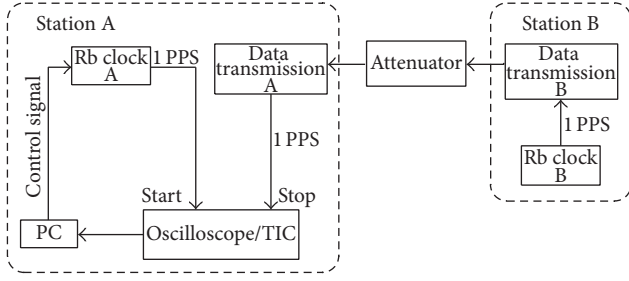 Station A
Rb clock
A
1 PPS
Data
transmission
A
Attenuator
Station B
Data
transmission
B
1 PPS
Rb clock
B
Control signal
1 PPS
Start
Stop
PC
Oscilloscope/TIC